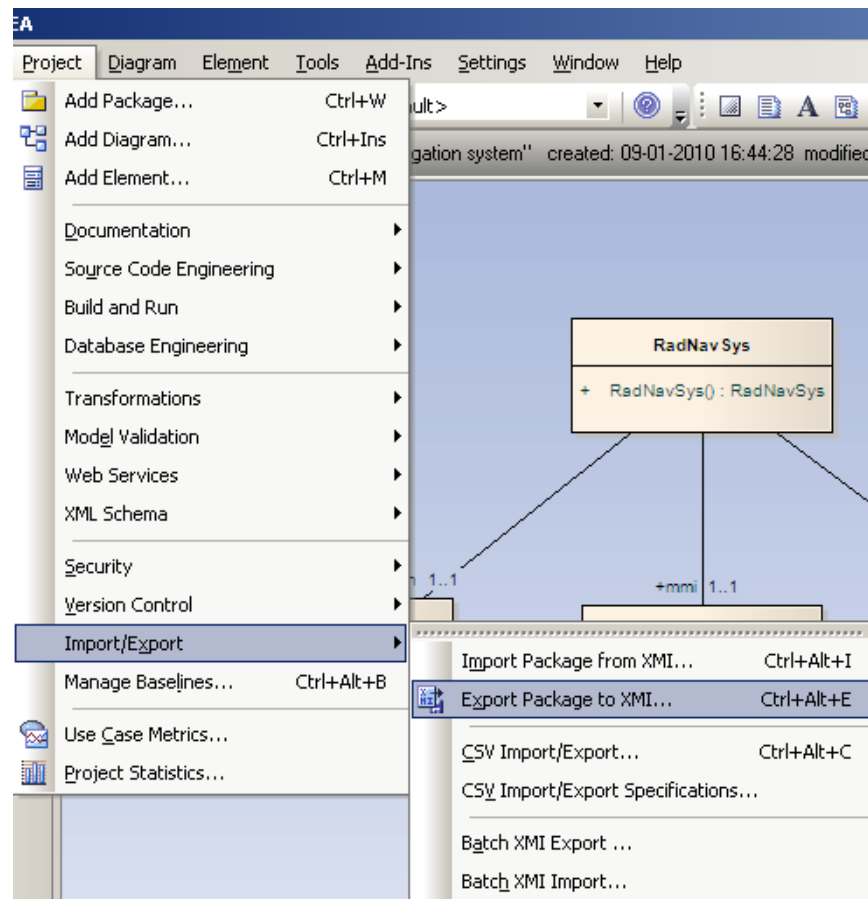 EA
Project Diagram Element Tools Add-Ins Settings Window Help
Add Package... Ctrl+W
ult>
Add Diagram... Ctrl+Ins
gation system" created: 09-01-2010 16:44:28 modified
Add Element... Ctrl+M
Documentation
Source Code Engineering
Build and Run
Database Engineering
Transformations
Model Validation
Web Services
XML Schema
Security
Version Control
Import/Export
Manage Baselines... Ctrl+Alt+B
Use Case Metrics...
Project Statistics...
RadNavSys
+ RadNavSys() : RadNavSys
1..1
+mmi 1..1
Import Package from XMI... Ctrl+Alt+I
Export Package to XMI... Ctrl+Alt+E
CSV Import/Export... Ctrl+Alt+C
CSV Import/Export Specifications...
Batch XMI Export ...
Batch XMI Import...